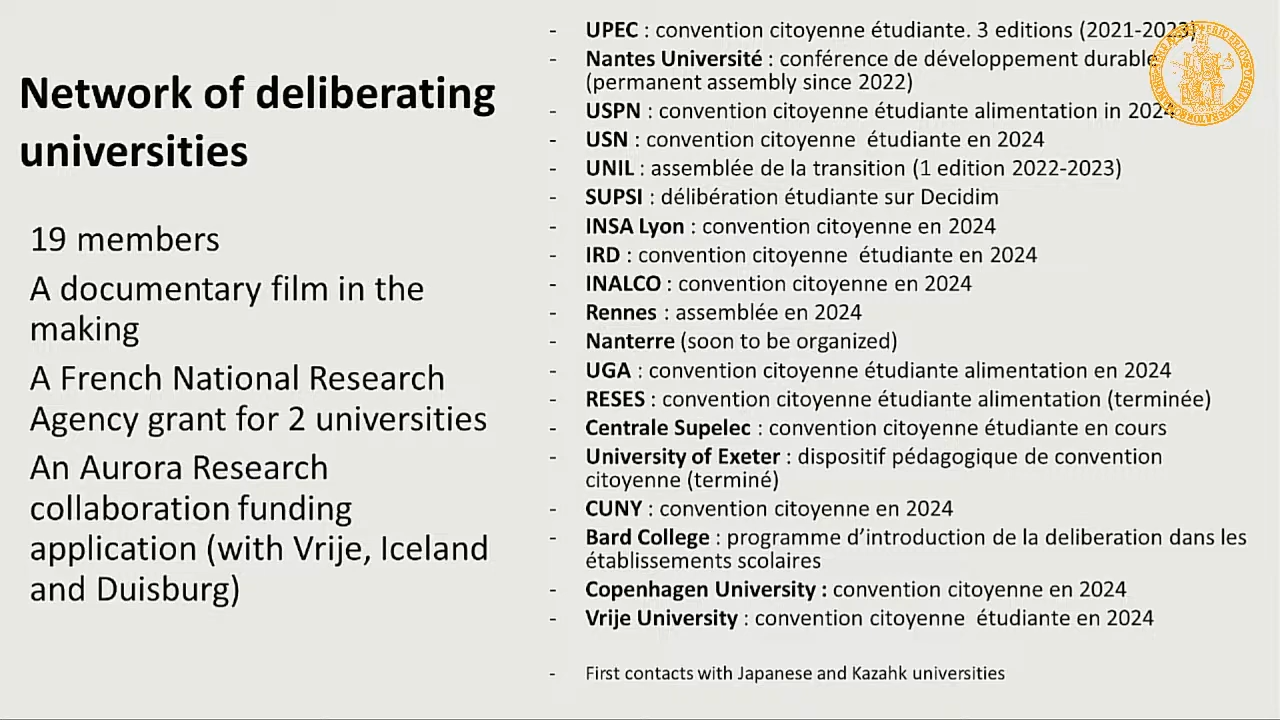 Network of deliberating
universities
19 members
A documentary film in the
making
A French National Research
Agency grant for 2 universities
An Aurora Research
collaboration funding
application (with Vrije, Iceland
and Duisburg)
- UPEC : convention citoyenne étudiante. 3 editions (2021-2023)
- Nantes Université : conférence de développement durable
(permanent assembly since 2022)
- USPN : convention citoyenne étudiante alimentation in 2024
- USN : convention citoyenne étudiante en 2024
- UNIL : assemblée de la transition (1 edition 2022-2023)
- SUPSI : délibération étudiante sur Decidim
- INSA Lyon : convention citoyenne en 2024
- IRD : convention citoyenne étudiante en 2024
- INALCO : convention citoyenne en 2024
- Rennes : assemblée en 2024
- Nanterre (soon to be organized)
- UGA : convention citoyenne étudiante alimentation en 2024
- RESES : convention citoyenne étudiante alimentation (terminée)
- Centrale Supelec : convention citoyenne étudiante en cours
- University of Exeter : dispositif pédagogique de convention
citoyenne (terminé)
- CUNY : convention citoyenne en 2024
- Bard College : programme d’introduction de la deliberation dans les
établissements scolaires
- Copenhagen University : convention citoyenne en 2024
- Vrije University : convention citoyenne étudiante en 2024
- First contacts with Japanese and Kazahk universities